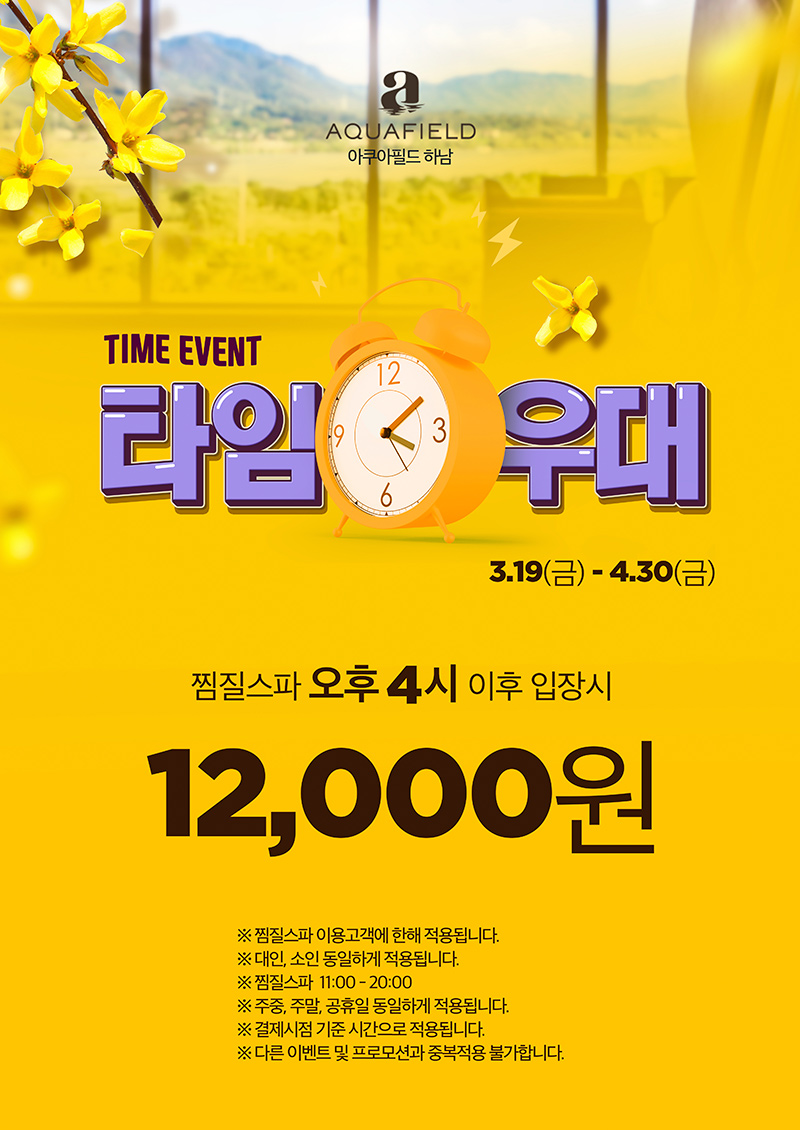 a
AQUAFIELD
아쿠아필드 하남
TIME EVENT
타임 우대
12
3
6
9
3.19(금) - 4.30(금)
찜질스파 오후 4시 이후 입장시
12,000원
※ 찜질스파 이용고객에 한해 적용됩니다.
※ 대인, 소인 동일하게 적용됩니다.
※ 찜질스파 11:00 - 20:00
※ 주중, 주말, 공휴일 동일하게 적용됩니다.
※ 결제시점 기준 시간으로 적용됩니다.
※ 다른 이벤트 및 프로모션과 중복적용 불가합니다.